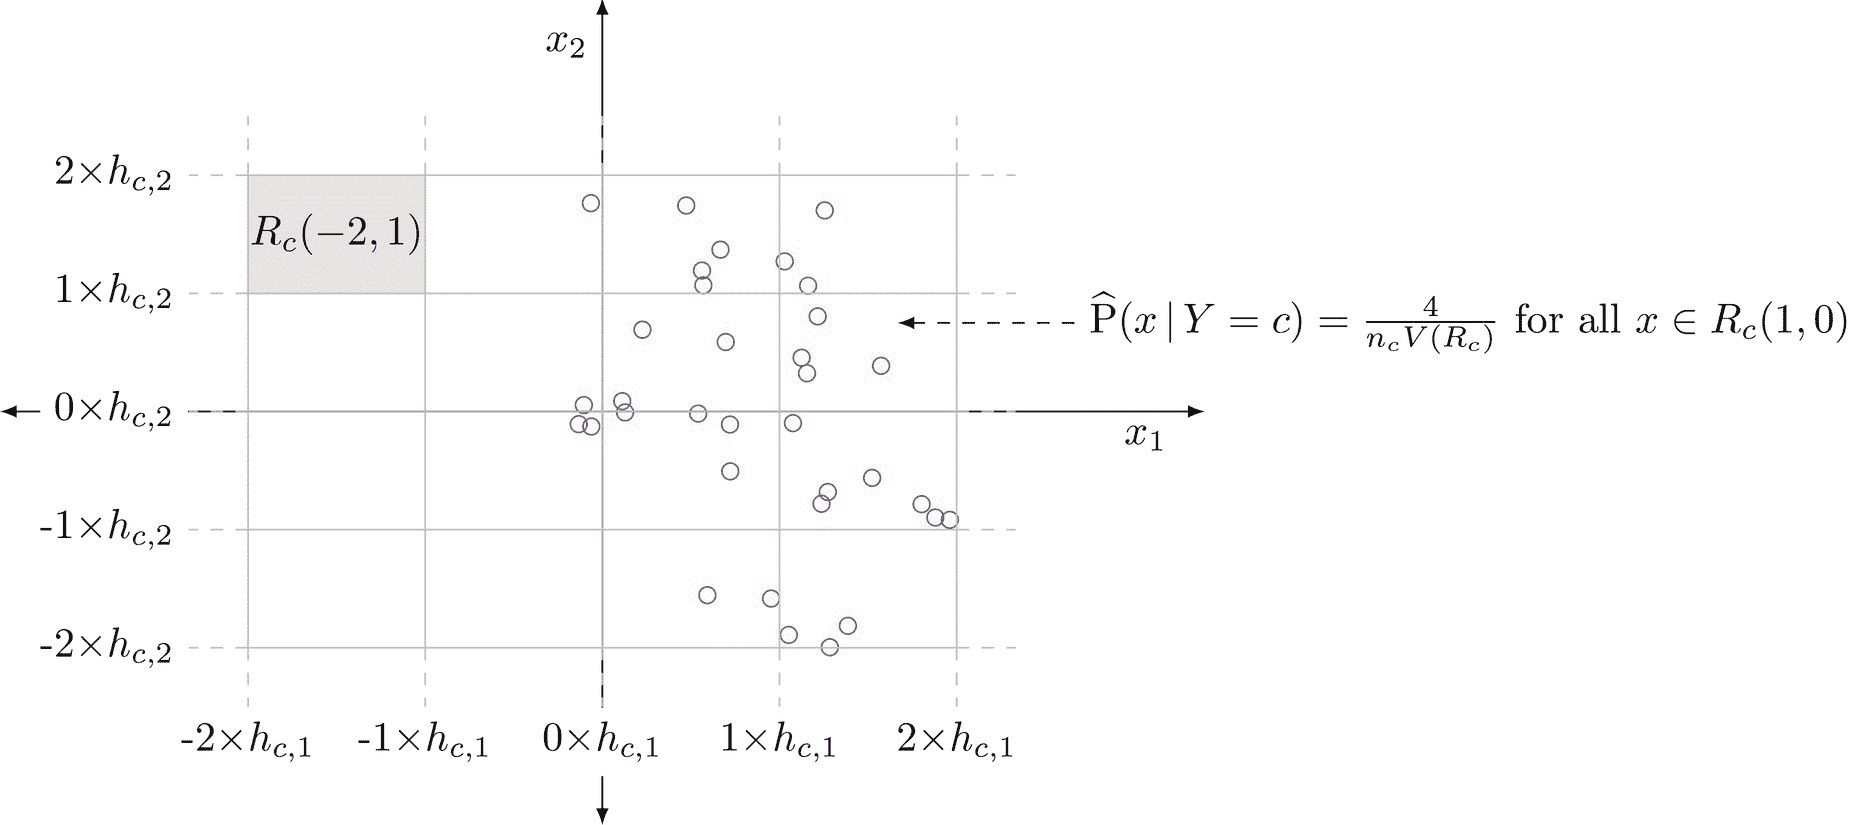 x₂
2×h_{c,2}
R_c(−2, 1)
1×h_{c,2}
P̂(x | Y = c) = 4/(n_c V(R_c)) for all x ∈ R_c(1, 0)
0×h_{c,2}
x₁
-1×h_{c,2}
-2×h_{c,2}
-2×h_{c,1} -1×h_{c,1} 0×h_{c,1} 1×h_{c,1} 2×h_{c,1}